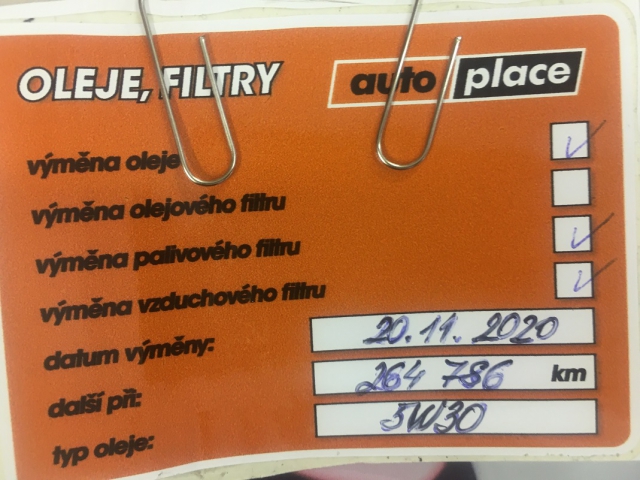 OLEJE, FILTRY
auto place
výměna oleje
výměna olejového filtru
výměna palivového filtru
výměna vzduchového filtru
datum výměny: 20.11.2020
další při: 264 786 km
typ oleje: 5W30